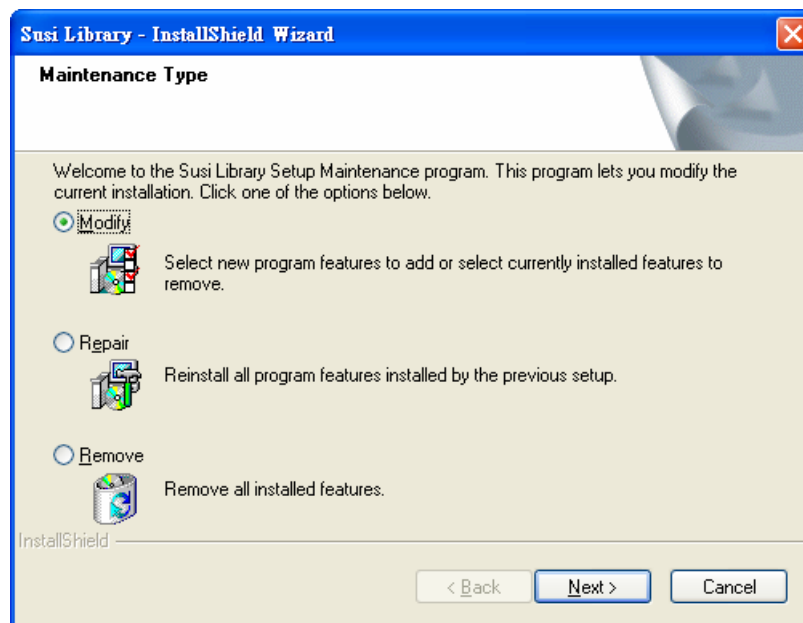 Susi Library - InstallShield Wizard
Maintenance Type
Welcome to the Susi Library Setup Maintenance program. This program lets you modify the
current installation. Click one of the options below.
Modify
Select new program features to add or select currently installed features to
remove.
Repair
Reinstall all program features installed by the previous setup.
Remove
Remove all installed features.
InstallShield
< Back
Next >
Cancel